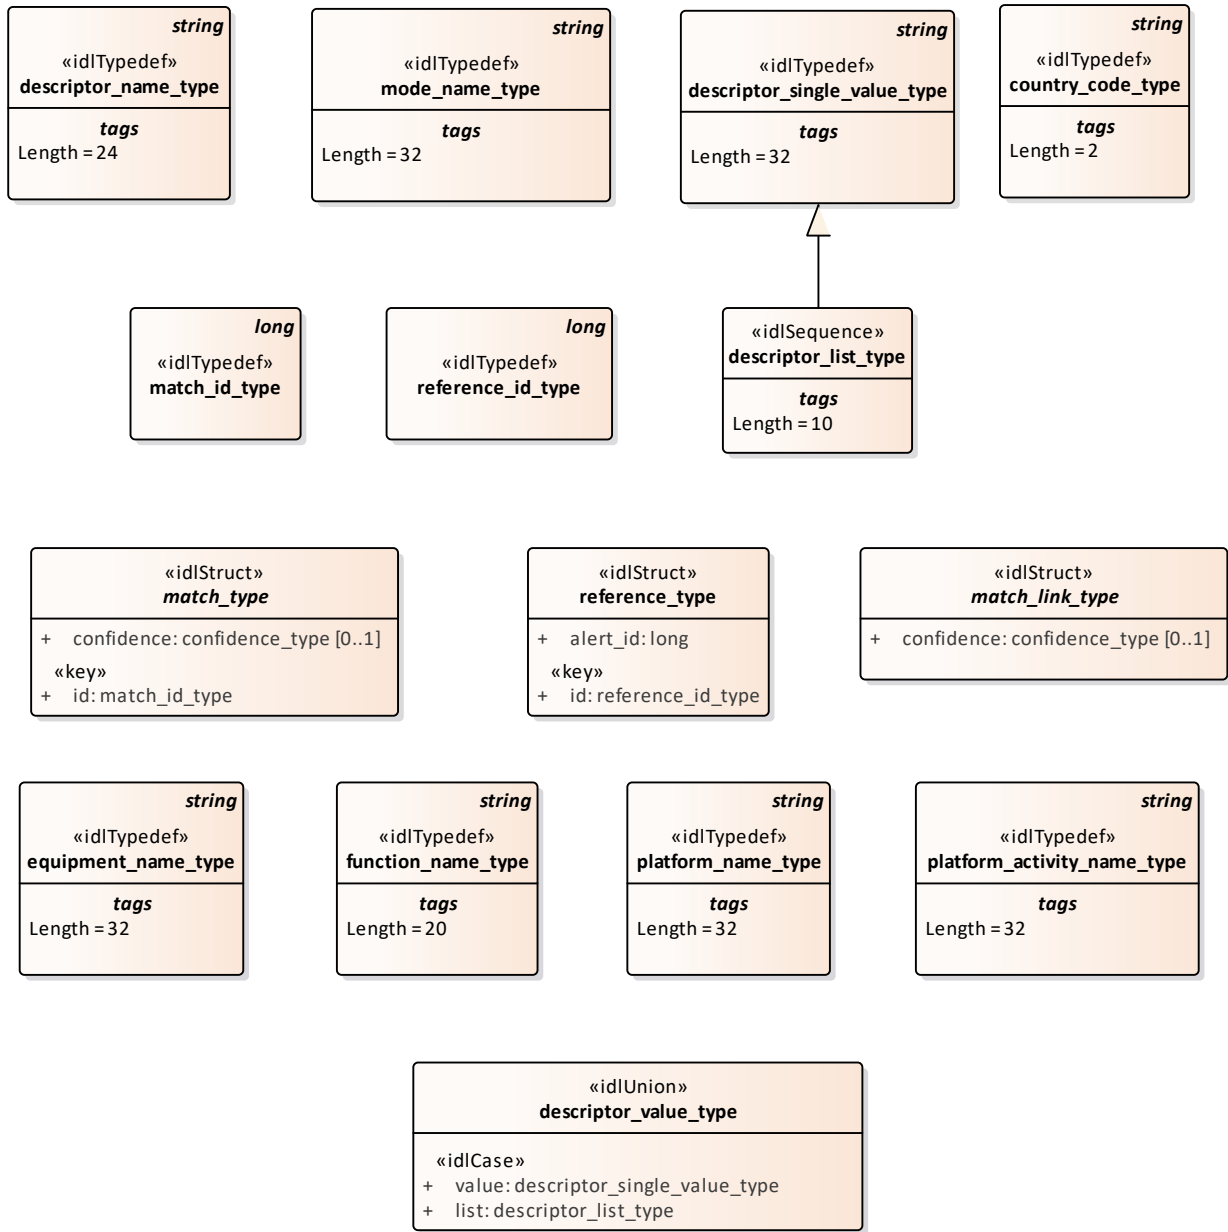 string
«idlTypedef»
descriptor_name_type
tags
Length = 24
string
«idlTypedef»
mode_name_type
tags
Length = 32
string
«idlTypedef»
descriptor_single_value_type
tags
Length = 32
string
«idlTypedef»
country_code_type
tags
Length = 2
long
«idlTypedef»
match_id_type
long
«idlTypedef»
reference_id_type
«idlSequence»
descriptor_list_type
tags
Length = 10
«idlStruct»
match_type
+ confidence: confidence_type [0..1]
«key»
+ id: match_id_type
«idlStruct»
reference_type
+ alert_id: long
«key»
+ id: reference_id_type
«idlStruct»
match_link_type
+ confidence: confidence_type [0..1]
string
«idlTypedef»
equipment_name_type
tags
Length = 32
string
«idlTypedef»
function_name_type
tags
Length = 20
string
«idlTypedef»
platform_name_type
tags
Length = 32
string
«idlTypedef»
platform_activity_name_type
tags
Length = 32
«idlUnion»
descriptor_value_type
«idlCase»
+ value: descriptor_single_value_type
+ list: descriptor_list_type